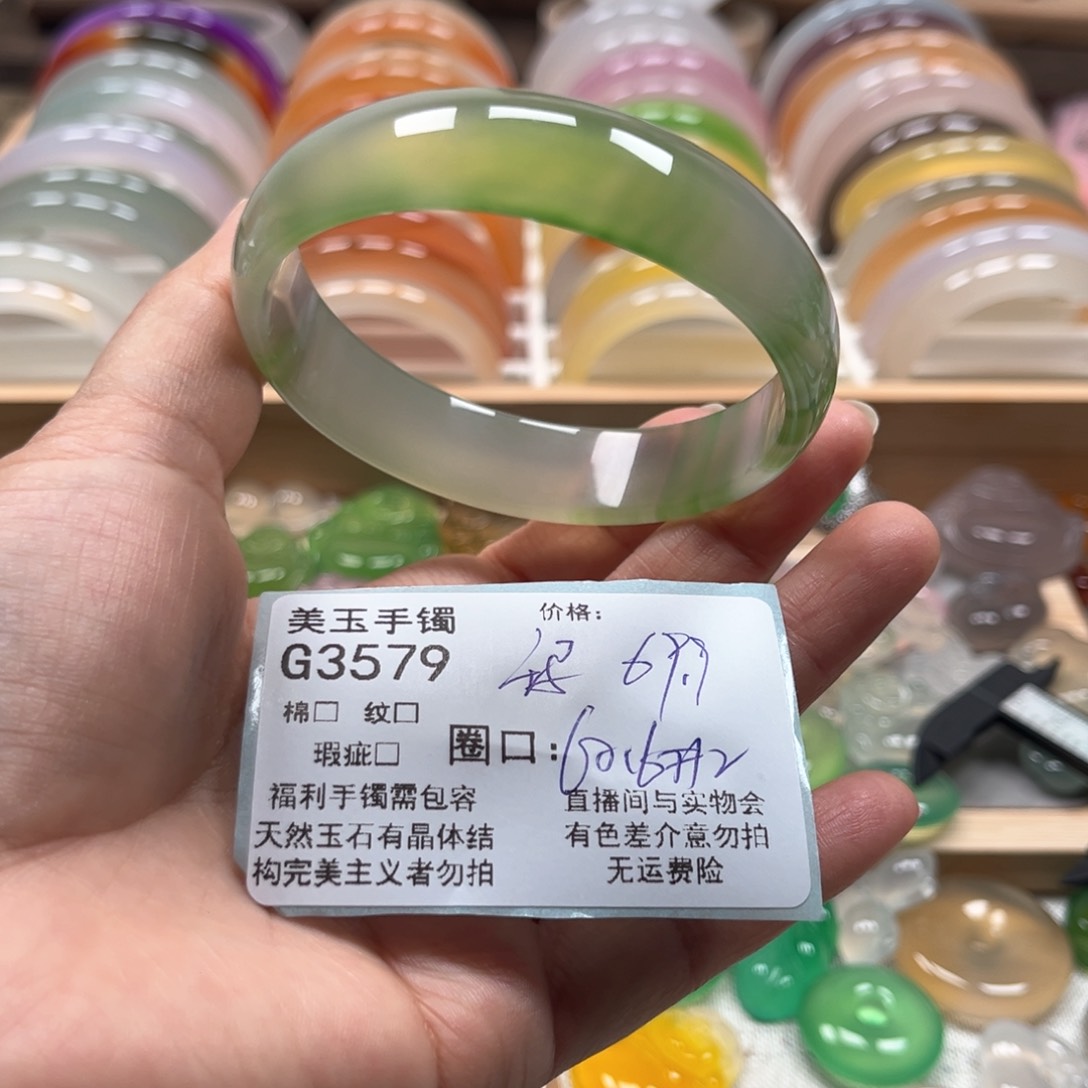 美玉手镯
价格：
G3579
棉□ 纹□
瑕疵□
圈口：
福利手镯需包容
天然玉石有晶体结
构完美主义者勿拍
直播间与实物会
有色差介意勿拍
无运费险